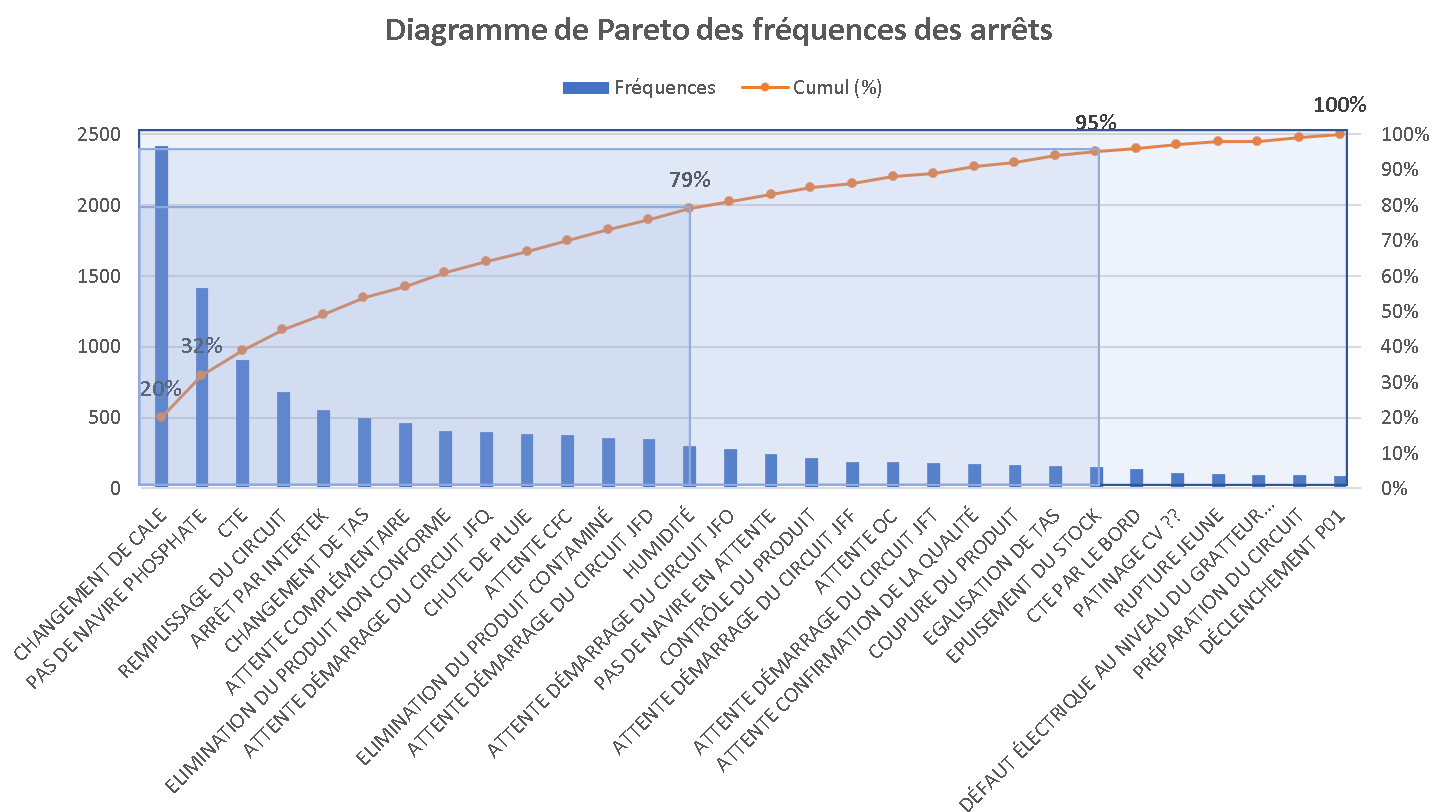 Diagramme de Pareto des fréquences des arrêts
Fréquences
Cumul (%)
2500
2000
1500
1000
500
0
100%
90%
80%
70%
60%
50%
40%
30%
20%
10%
0%
20%
32%
79%
95%
100%
CHANGEMENT DE CALE
PAS DE NAVIRE PHOSPHATE
CTE
REMPLISSAGE DU CIRCUIT
ARRÊT PAR INTERTEK
CHANGEMENT DE TAS
ATTENTE COMPLÉMENTAIRE
ELIMINATION DU PRODUIT NON CONFORME
ATTENTE DÉMARRAGE DU CIRCUIT JFQ
CHUTE DE PLUIE
ATTENTE CFC
ELIMINATION DU PRODUIT CONTAMINÉ
ATTENTE DÉMARRAGE DU CIRCUIT JFD
HUMIDITÉ
ATTENTE DÉMARRAGE DU CIRCUIT JFO
PAS DE NAVIRE EN ATTENTE
CONTRÔLE DU PRODUIT
ATTENTE DÉMARRAGE DU CIRCUIT JFF
ATTENTE OC
ATTENTE DÉMARRAGE DU CIRCUIT JFT
ATTENTE CONFIRMATION DE LA QUALITÉ
COUPURE DU PRODUIT
EGALISATION DE TAS
EPUISEMENT DU STOCK
CTE PAR LE BORD
PATINAGE CV ??
RUPTURE JEUNE
DÉFAUT ÉLECTRIQUE AU NIVEAU DU GRATTEUR…
PRÉPARATION DU CIRCUIT
DÉCLENCHEMENT P01